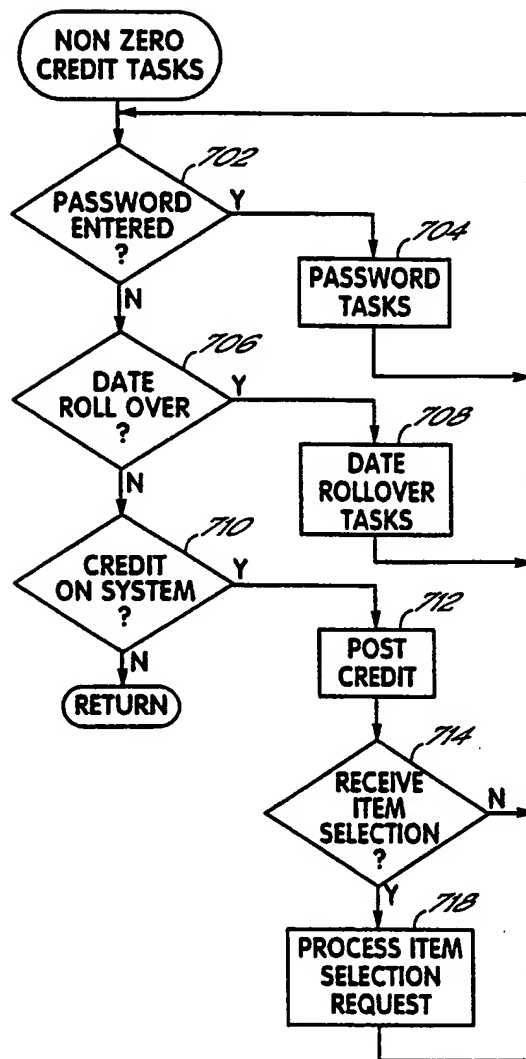 NON ZERO
CREDIT TASKS
702
PASSWORD
ENTERED
?
Y
N
704
PASSWORD
TASKS
706
DATE
ROLL OVER
?
Y
N
708
DATE
ROLLOVER
TASKS
710
CREDIT
ON SYSTEM
?
Y
N
RETURN
712
POST
CREDIT
714
RECEIVE
ITEM
SELECTION
?
N
Y
718
PROCESS ITEM
SELECTION
REQUEST